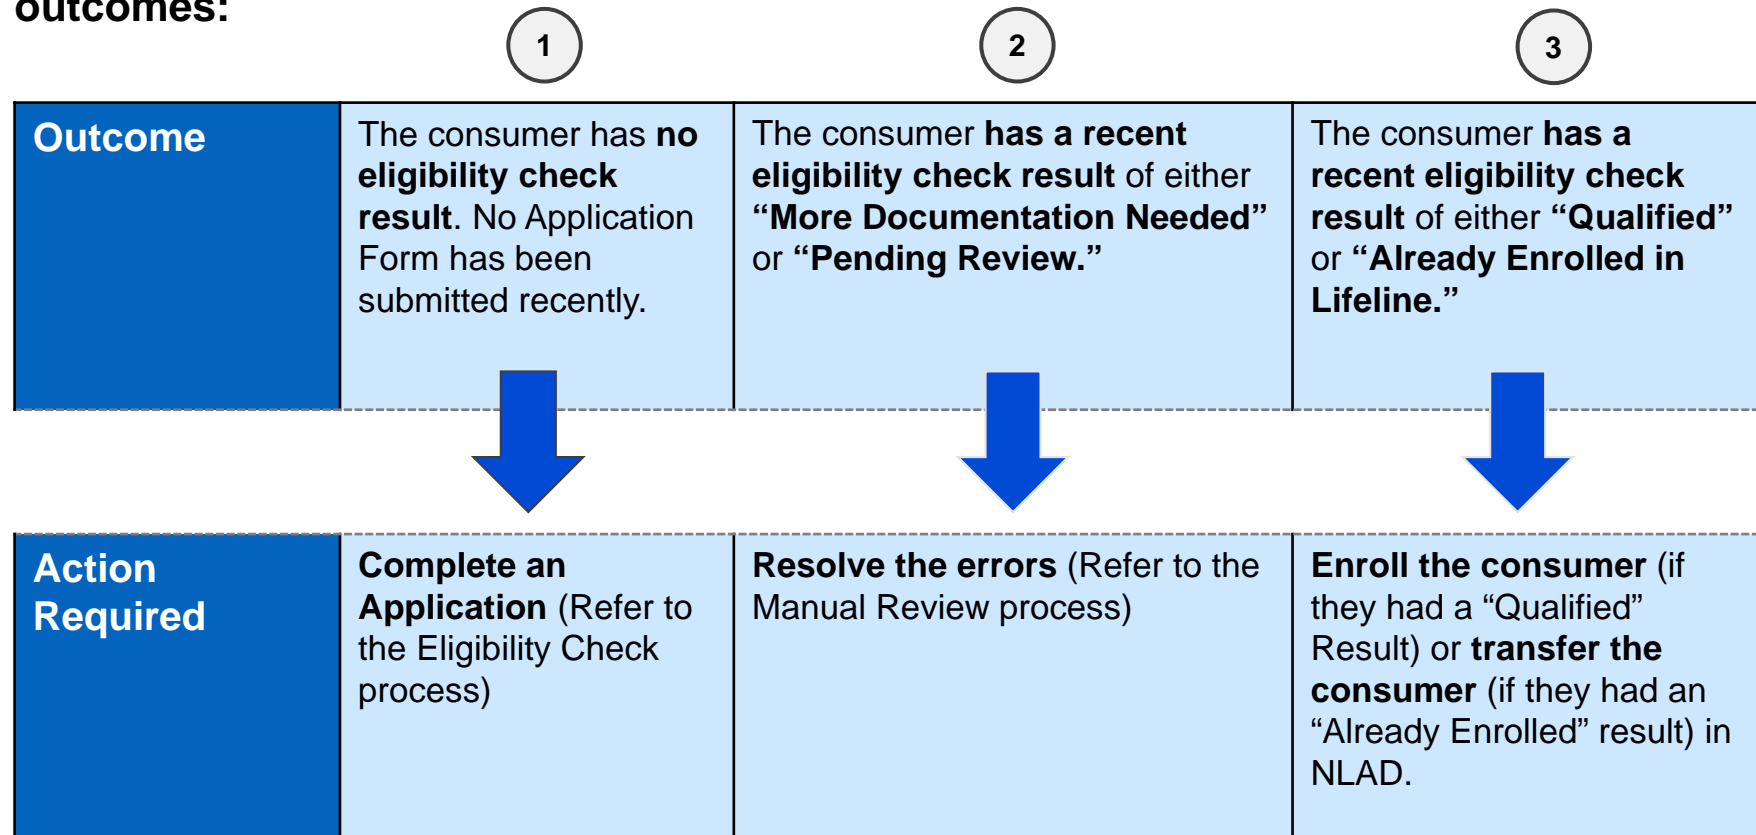 outcomes:
1
2
3
Outcome
The consumer has no
eligibility check
result. No Application
Form has been
submitted recently.
The consumer has a recent
eligibility check result of either
“More Documentation Needed”
or “Pending Review.”
The consumer has a
recent eligibility check
result of either “Qualified”
or “Already Enrolled in
Lifeline.”
Action
Required
Complete an
Application (Refer to
the Eligibility Check
process)
Resolve the errors (Refer to the
Manual Review process)
Enroll the consumer (if
they had a “Qualified”
Result) or transfer the
consumer (if they had an
“Already Enrolled” result) in
NLAD.